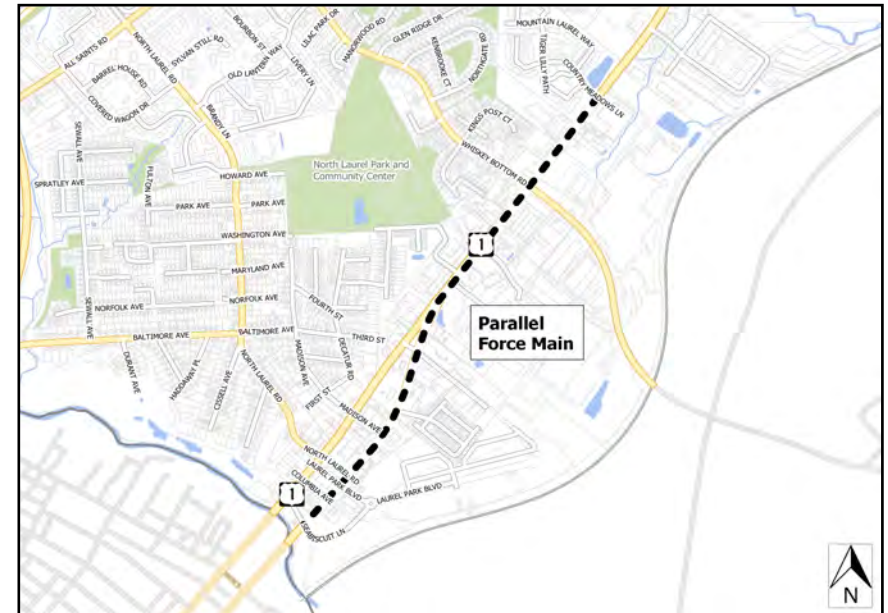 MOUNTAIN LAUREL WAY
BOURBON ST
LILAC PARK DR
MANORWOOD RD
GLEN RIDGE DR
KENBROOKE CT
NORTHGATE RD
TIGER LILLY PATH
COUNTRY MEADOWS LN
ALL SAINTS RD
NORTH LAUREL RD
SYLVAN STILL RD
OLD LANTERN WAY
LIVERY LN
BARREL HOUSE RD
COVERED WAGON DR
BRANDY LN
KINGS POST CT
WHISKEY BOTTOM RD
SEWALL AVE
FULTON AVE
HOWARD AVE
North Laurel Park and
Community Center
SPRATLEY AVE
PARK AVE
PARK AVE
WASHINGTON AVE
1
MARYLAND AVE
FOURTH ST
SEWALL AVE
NORFOLK AVE
NORFOLK AVE
Parallel
Force Main
BALTIMORE AVE
BALTIMORE AVE
THIRD ST
DECATUR RD
MADISON AVE
DURANT AVE
HADDAWAY PL
CISSELL AVE
NORTH LAUREL RD
FIRST ST
MADISON AVE
NORTH LAUREL RD
LAUREL PARK BLVD
COLUMBIA AVE
1
LAUREL PARK BLVD
SEABISCUIT LN
N